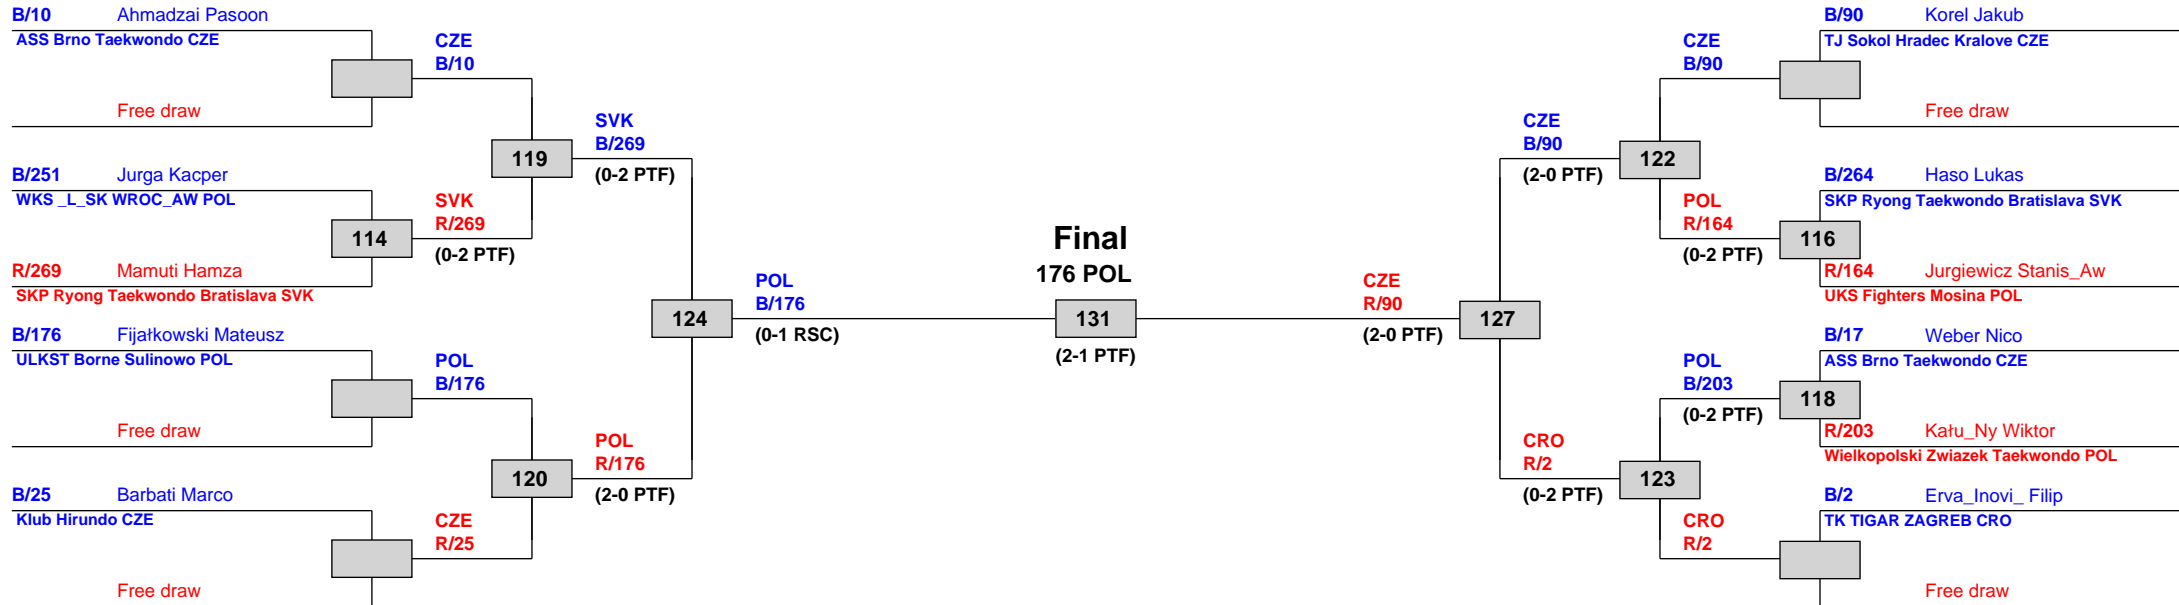 B/10 Ahmadzai Pasoon
ASS Brno Taekwondo CZE
Free draw
CZE
B/10
B/251 Jurga Kacper
WKS _L_SK WROC_AW POL
114
R/269 Mamuti Hamza
SKP Ryong Taekwondo Bratislava SVK
SVK
R/269
(0-2 PTF)
119
SVK
B/269
(0-2 PTF)
B/176 Fijałkowski Mateusz
ULKST Borne Sulinowo POL
Free draw
POL
B/176
B/25 Barbati Marco
Klub Hirundo CZE
Free draw
CZE
R/25
120
POL
R/176
(2-0 PTF)
124
POL
B/176
(0-1 RSC)
Final
176 POL
131
(2-1 PTF)
CZE
R/90
(2-0 PTF)
127
CZE
B/90
(2-0 PTF)
122
CZE
B/90
B/90 Korel Jakub
TJ Sokol Hradec Kralove CZE
Free draw
POL
R/164
(0-2 PTF)
116
B/264 Haso Lukas
SKP Ryong Taekwondo Bratislava SVK
R/164 Jurgiewicz Stanis_Aw
UKS Fighters Mosina POL
CRO
R/2
(0-2 PTF)
123
POL
B/203
(0-2 PTF)
118
B/17 Weber Nico
ASS Brno Taekwondo CZE
R/203 Kału_Ny Wiktor
Wielkopolski Zwiazek Taekwondo POL
CRO
R/2
B/2 Erva_Inovi_ Filip
TK TIGAR ZAGREB CRO
Free draw